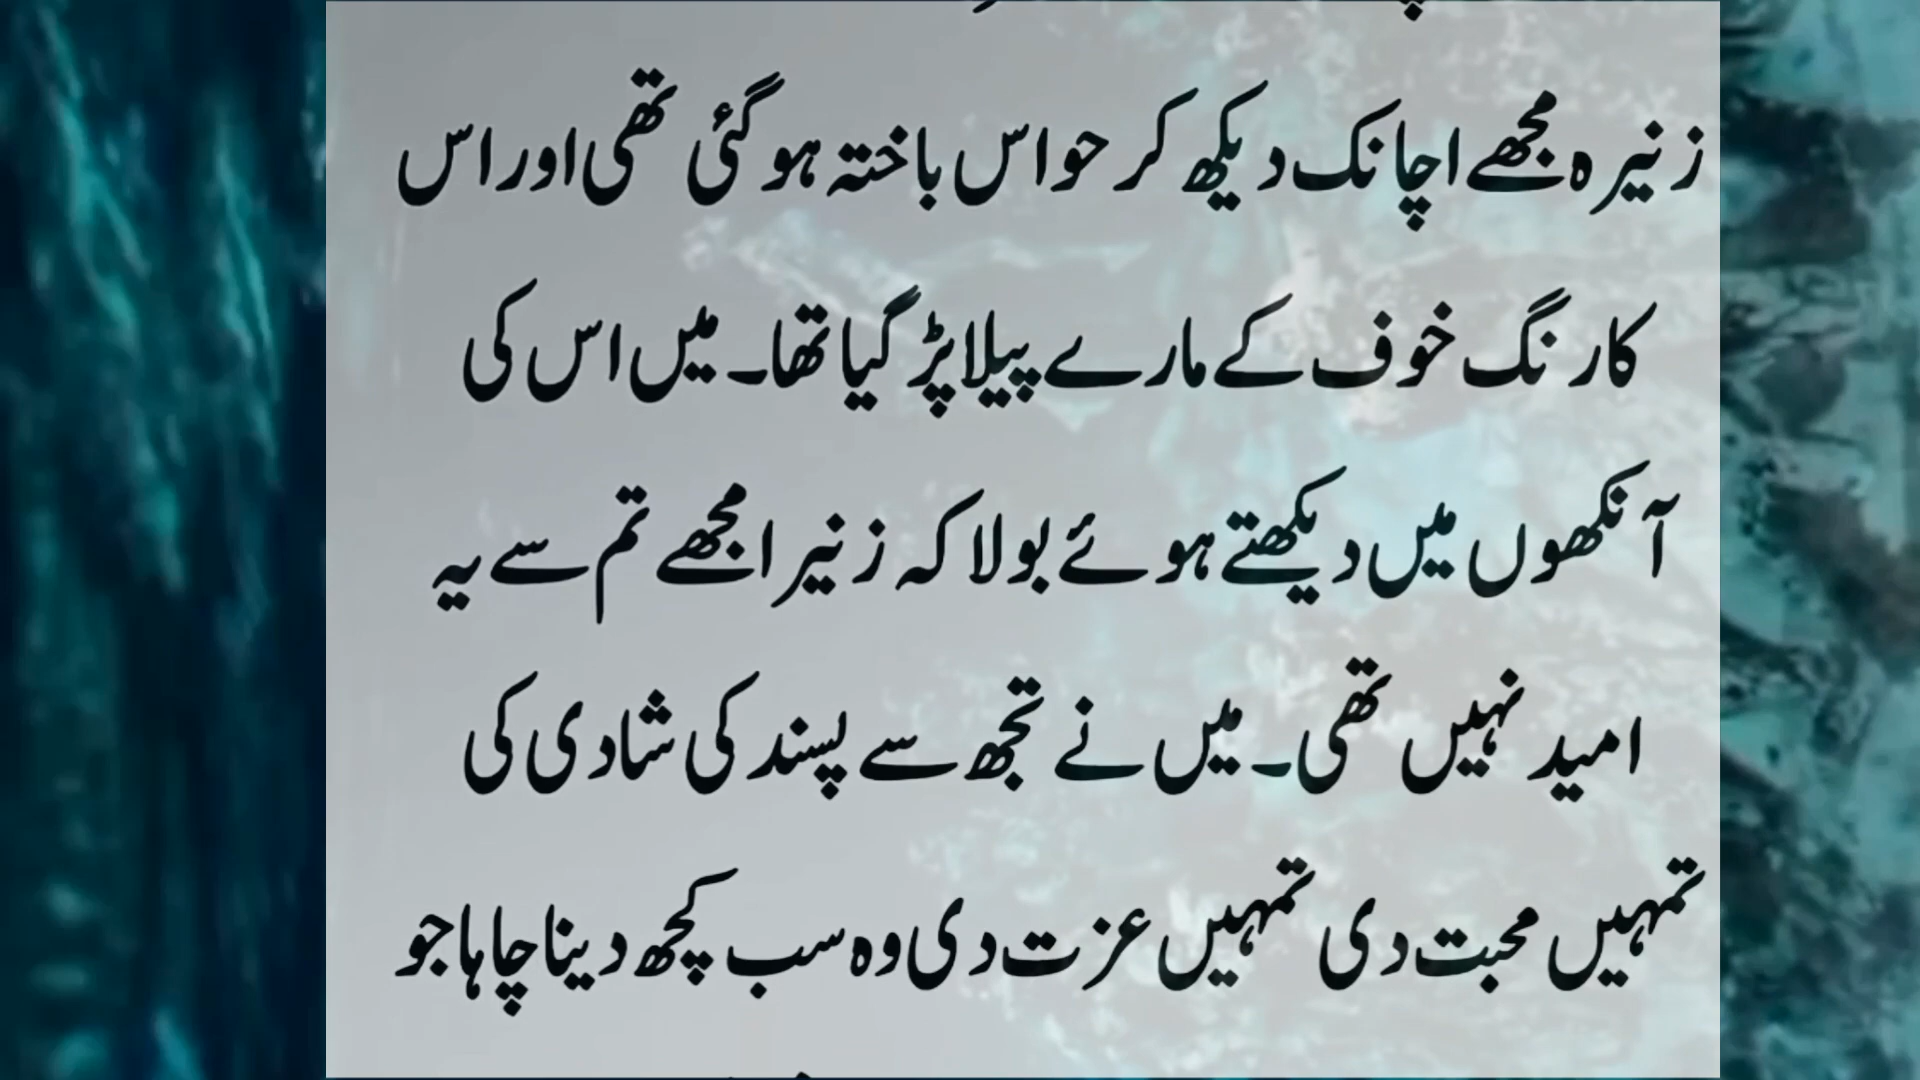 زنیرہ مجھے اچانک دیکھ کر حواس باختہ ہو گئی تھی اور اس
کا رنگ خوف کے مارے پیلا پڑ گیا تھا۔ میں اس کی
آنکھوں میں دیکھتے ہوئے بولا کہ زنیرا مجھے تم سے یہ
امید نہیں تھی۔ میں نے تجھ سے پسند کی شادی کی
تمہیں محبت دی تمہیں عزت دی وہ سب کچھ دینا چاہا جو